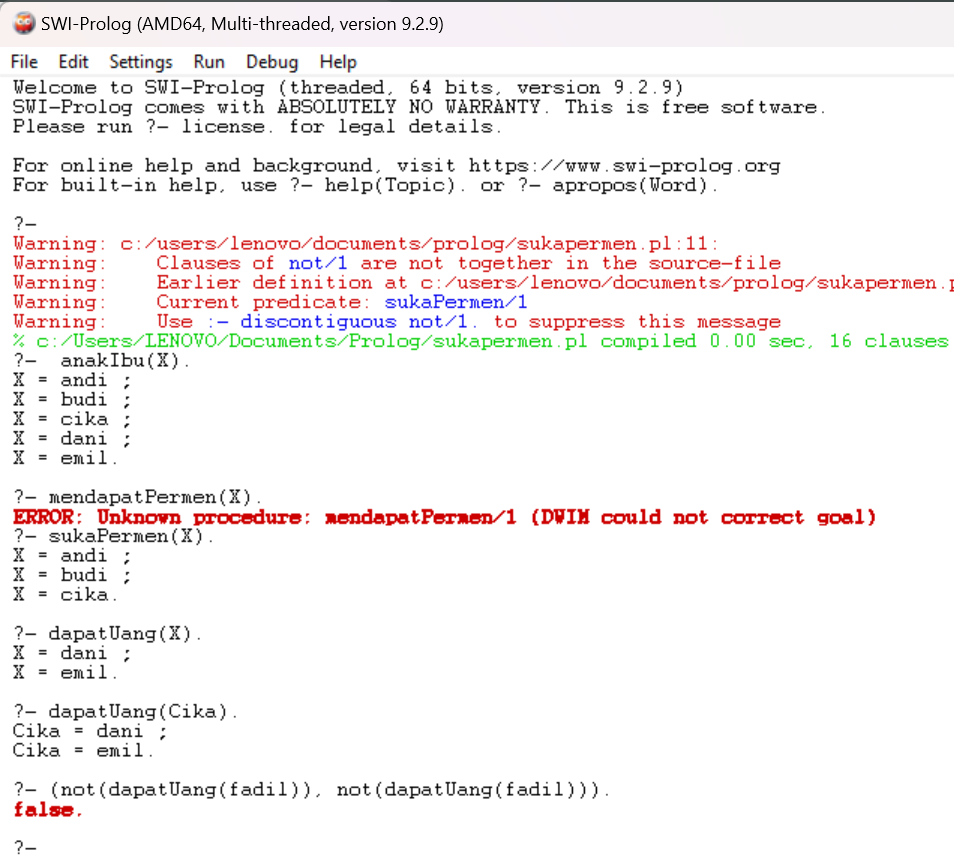 SWI-Prolog (AMD64, Multi-threaded, version 9.2.9)
File Edit Settings Run Debug Help
Welcome to SWI-Prolog (threaded, 64 bits, version 9.2.9)
SWI-Prolog comes with ABSOLUTELY NO WARRANTY. This is free software.
Please run ?- license. for legal details.
For online help and background, visit https://www.swi-prolog.org
For built-in help, use ?- help(Topic). or ?- apropos(Word).
?-
Warning: c:/users/lenovo/documents/prolog/sukapermen.pl:11:
Warning:    Clauses of not/1 are not together in the source-file
Warning:    Earlier definition at c:/users/lenovo/documents/prolog/sukapermen.p
Warning:    Current predicate: sukaPermen/1
Warning:    Use :- discontiguous not/1. to suppress this message
% c:/Users/LENOVO/Documents/Prolog/sukapermen.pl compiled 0.00 sec, 16 clauses
?-  anakIbu(X).
X = andi ;
X = budi ;
X = cika ;
X = dani ;
X = emil.
?- mendapatPermen(X).
ERROR: Unknown procedure: mendapatPermen/1 (DWIM could not correct goal)
?- sukaPermen(X).
X = andi ;
X = budi ;
X = cika.
?- dapatUang(X).
X = dani ;
X = emil.
?- dapatUang(Cika).
Cika = dani ;
Cika = emil.
?- (not(dapatUang(fadil)), not(dapatUang(fadil))).
false.
?-